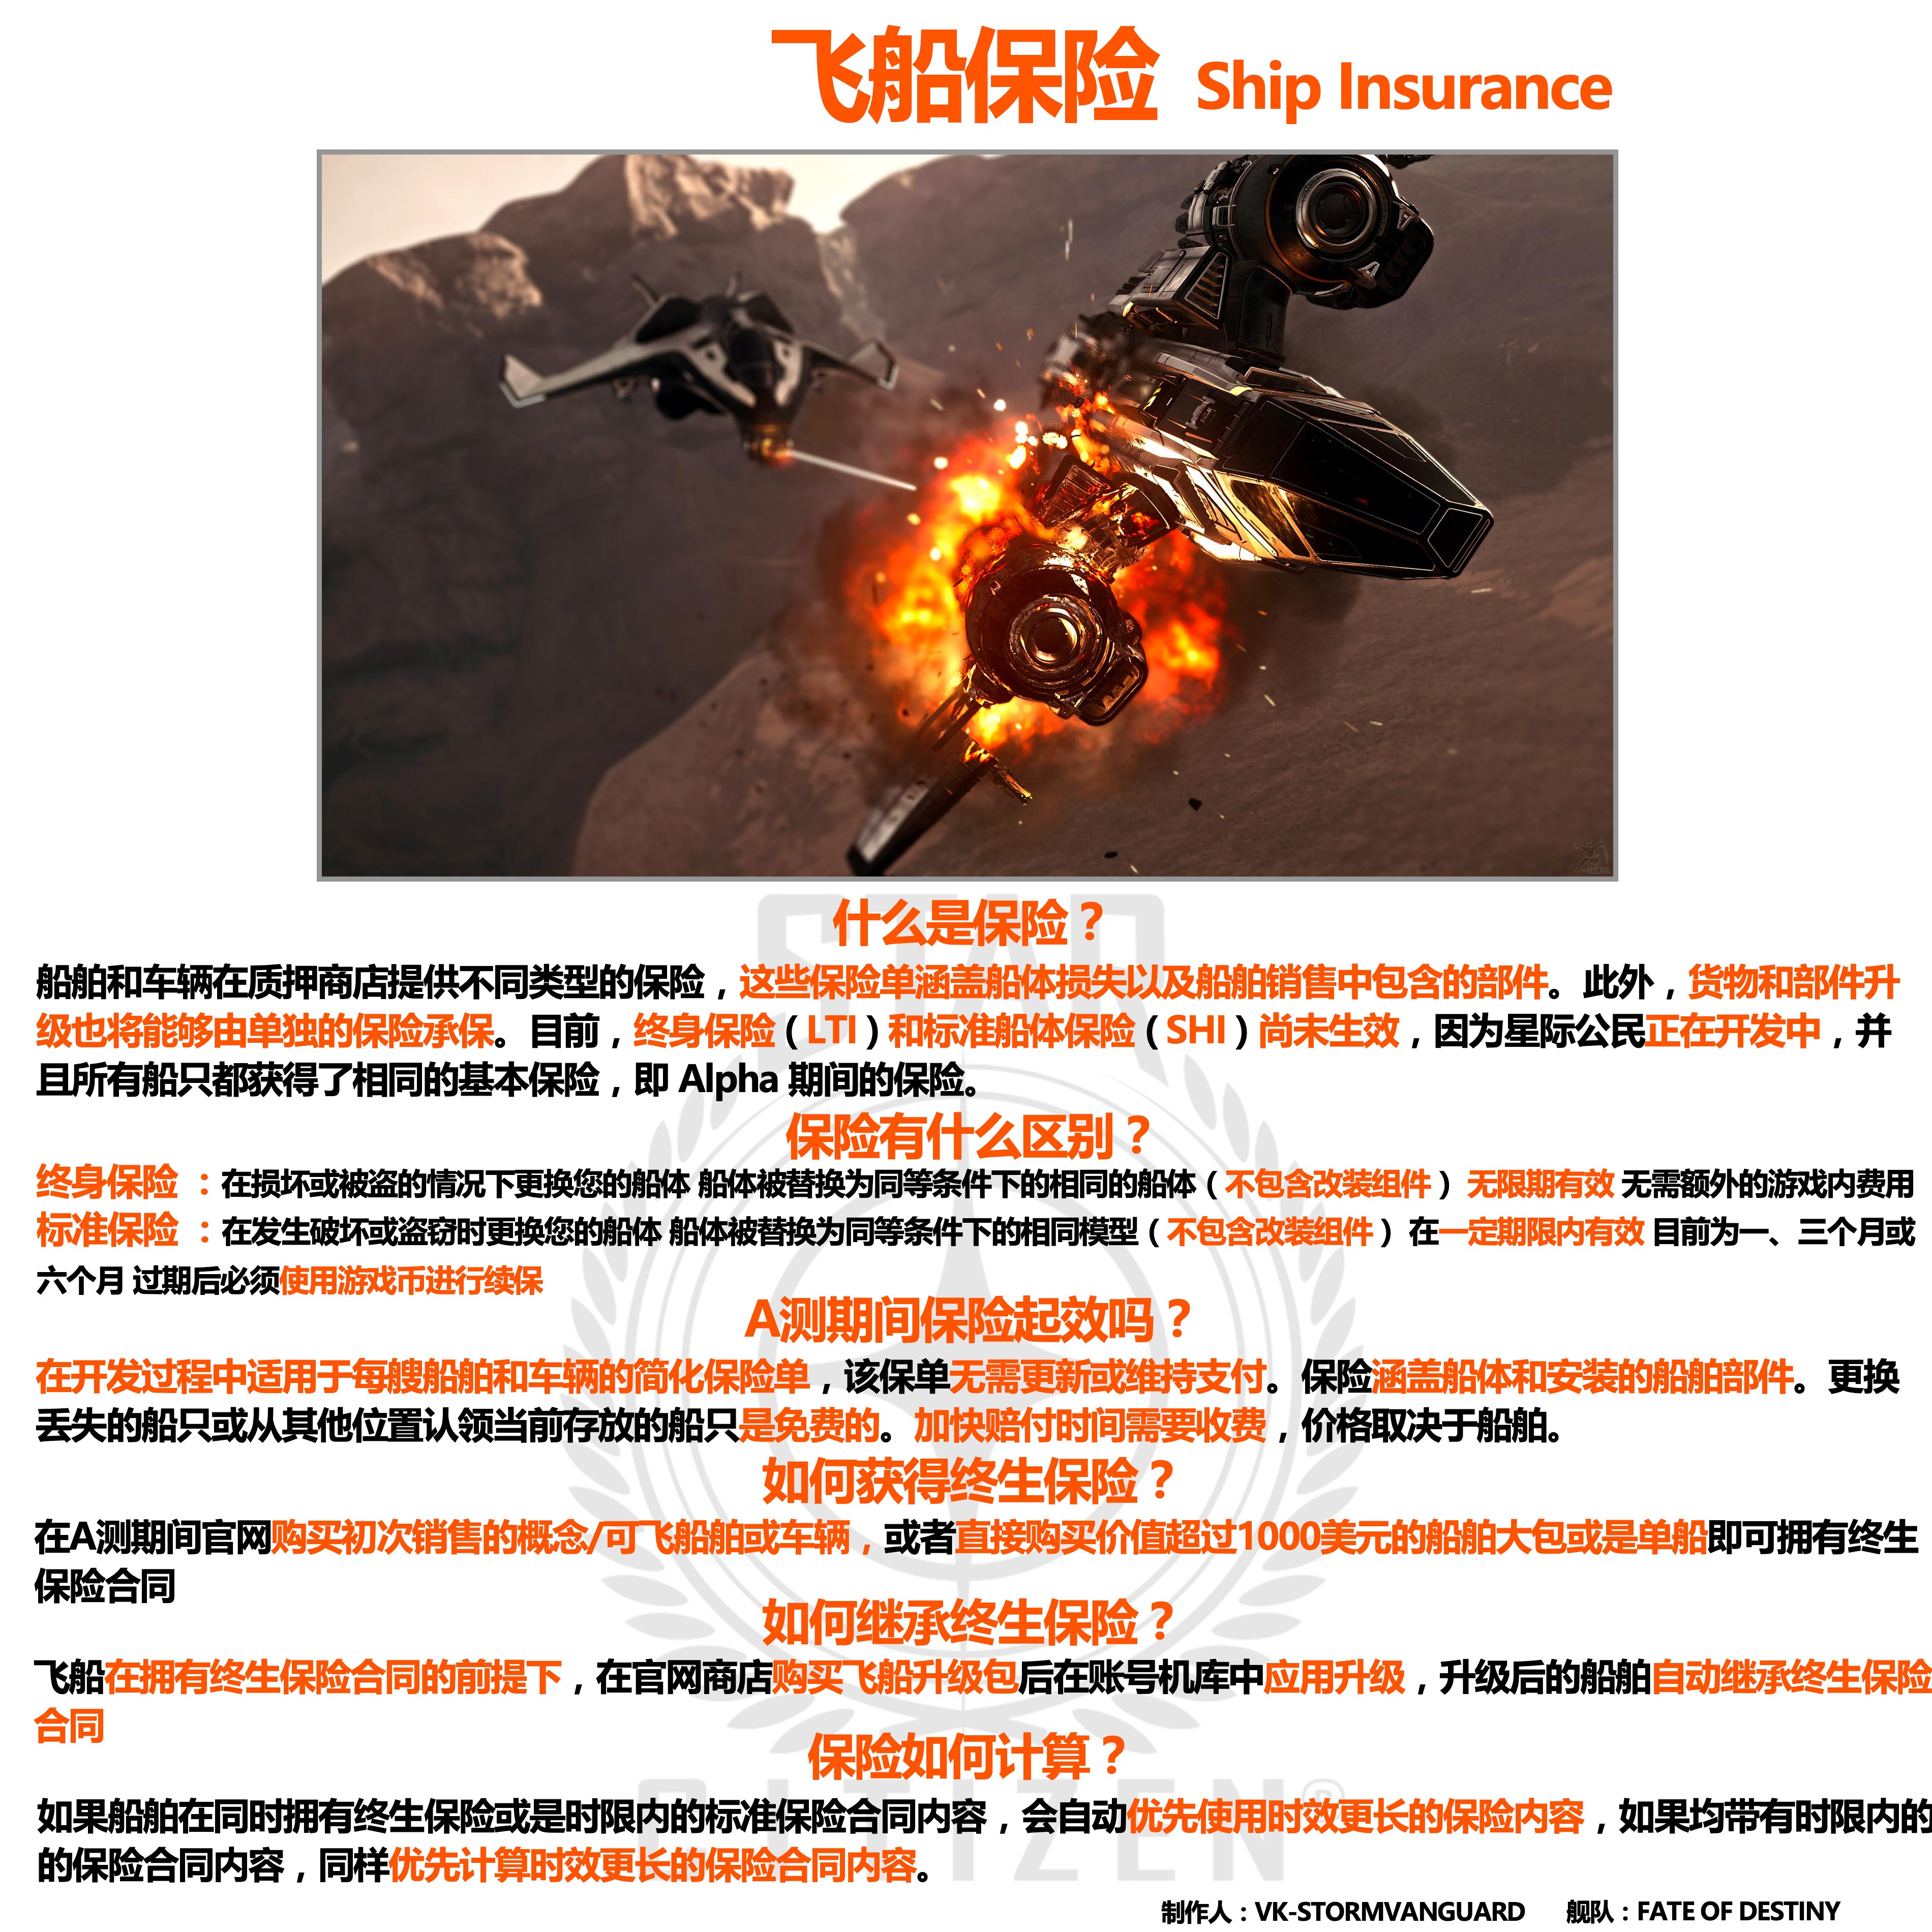 飞船保险 Ship Insurance
什么是保险？
船舶和车辆在质押商店提供不同类型的保险，这些保险单涵盖船体损失以及船舶销售中包含的部件。此外，货物和部件升
级也将能够由单独的保险承保。目前，终身保险（LTI）和标准船体保险（SHI）尚未生效，因为星际公民正在开发中，并
且所有船只都获得了相同的基本保险，即 Alpha 期间的保险。
保险有什么区别？
终身保险 ：在损坏或被盗的情况下更换您的船体 船体被替换为同等条件下的相同的船体（不包含改装组件） 无限期有效 无需额外的游戏内费用
标准保险 ：在发生破坏或盗窃时更换您的船体 船体被替换为同等条件下的相同模型（不包含改装组件） 在一定期限内有效 目前为一、三个月或
六个月 过期后必须使用游戏币进行续保
A测期间保险起效吗？
在开发过程中适用于每艘船舶和车辆的简化保险单，该保单无需更新或维持支付。保险涵盖船体和安装的船舶部件。更换
丢失的船只或从其他位置认领当前存放的船只是免费的。加快赔付时间需要收费，价格取决于船舶。
如何获得终生保险？
在A测期间官网购买初次销售的概念/可飞船舶或车辆，或者直接购买价值超过1000美元的船舶大包或是单船即可拥有终生
保险合同
如何继承终生保险？
飞船在拥有终生保险合同的前提下，在官网商店购买飞船升级包后在账号机库中应用升级，升级后的船舶自动继承终生保险
合同
保险如何计算？
如果船舶在同时拥有终生保险或是时限内的标准保险合同内容，会自动优先使用时效更长的保险内容，如果均带有时限内的
的保险合同内容，同样优先计算时效更长的保险合同内容。
STAR
CITIZEN®
制作人：VK-STORMVANGUARD 舰队：FATE OF DESTINY